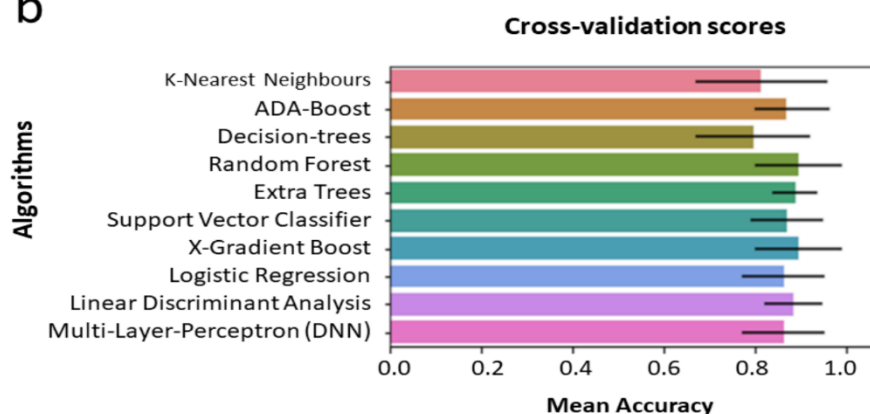 b
Cross-validation scores
Algorithms
K-Nearest Neighbours
ADA-Boost
Decision-trees
Random Forest
Extra Trees
Support Vector Classifier
X-Gradient Boost
Logistic Regression
Linear Discriminant Analysis
Multi-Layer-Perceptron (DNN)
0.0 0.2 0.4 0.6 0.8 1.0
Mean Accuracy